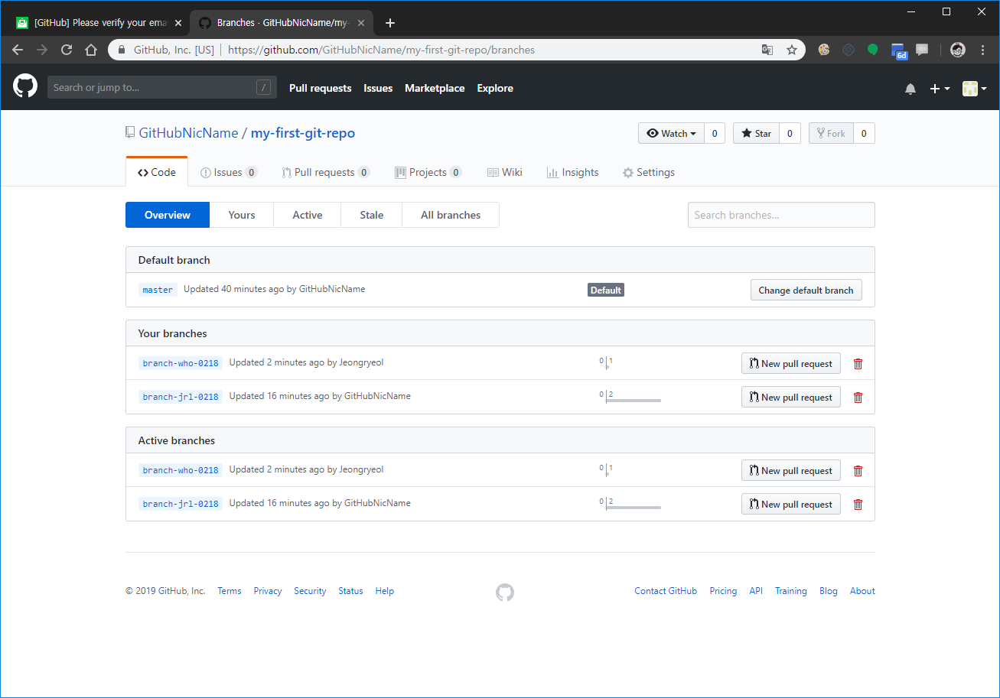 [GitHub] Please verify your ema
Branches · GitHubNicName/my-
GitHub, Inc. [US] | https://github.com/GitHubNicName/my-first-git-repo/branches
6d
Search or jump to... /
Pull requests Issues Marketplace Explore
GitHubNicName / my-first-git-repo
Watch 0 Star 0 Fork 0
Code Issues 0 Pull requests 0 Projects 0 Wiki Insights Settings
Overview Yours Active Stale All branches Search branches...
Default branch
master Updated 40 minutes ago by GitHubNicName Default Change default branch
Your branches
branch-who-0218 Updated 2 minutes ago by Jeongryeol 0 1 New pull request
branch-jrl-0218 Updated 16 minutes ago by GitHubNicName 0 2 New pull request
Active branches
branch-who-0218 Updated 2 minutes ago by Jeongryeol 0 1 New pull request
branch-jrl-0218 Updated 16 minutes ago by GitHubNicName 0 2 New pull request
© 2019 GitHub, Inc. Terms Privacy Security Status Help Contact GitHub Pricing API Training Blog About